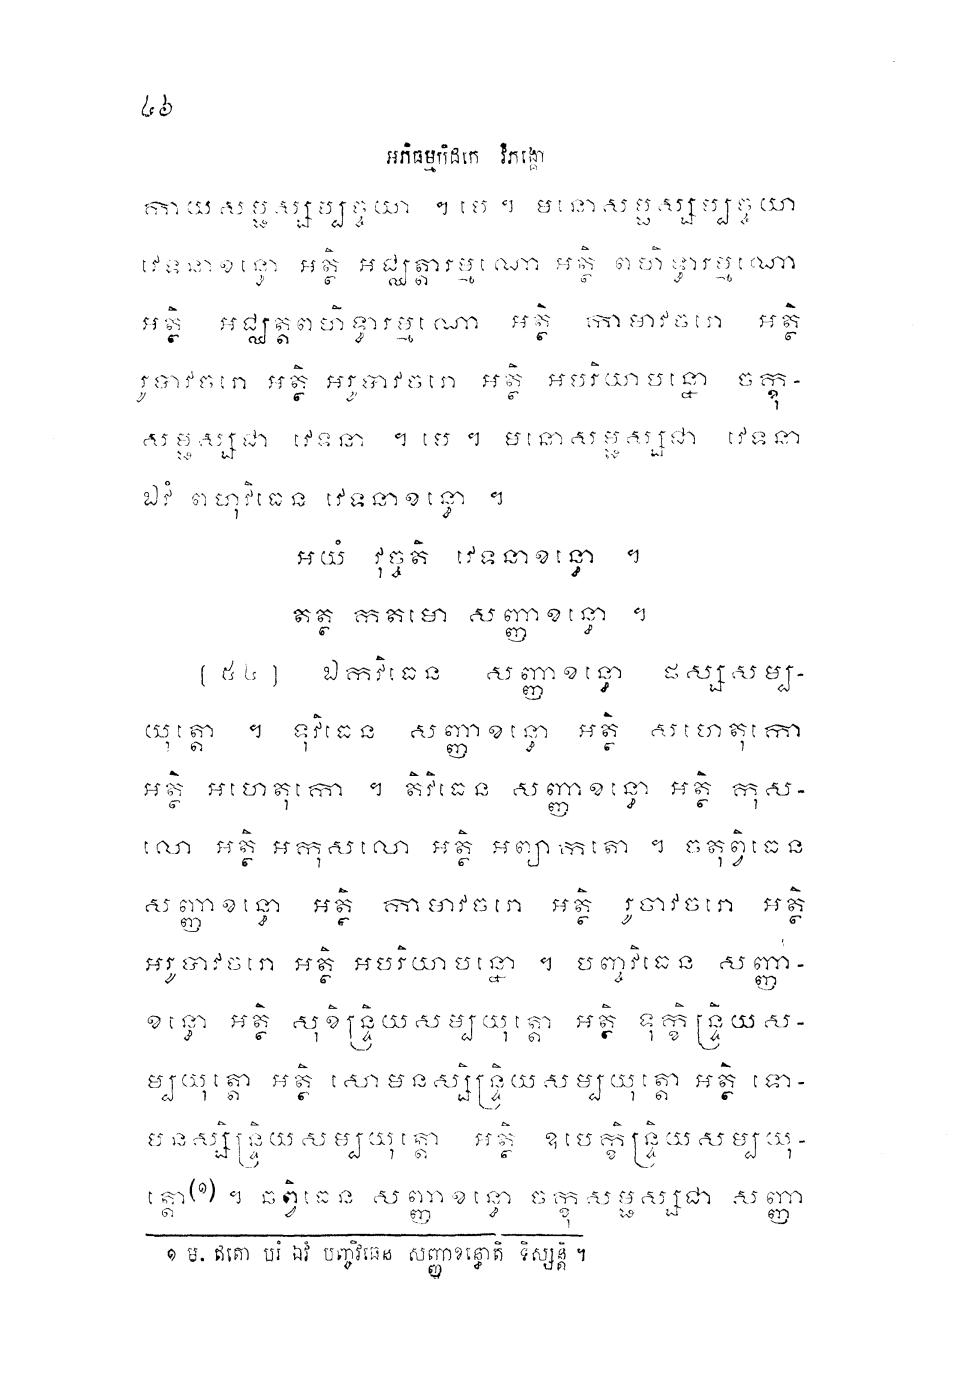 ៤៦
អភិធម្មបិដកេ វិភង្គោ
កាយសម្ផស្សប្បច្ចយា ។ បេ ។ មនោសម្ផស្សប្បច្ចយា
វេទនាខន្ធោ អត្ថិ អជ្ឈត្តារម្មណោ អត្ថិ ពហិទ្ធារម្មណោ
អត្ថិ អជ្ឈត្តពហិទ្ធារម្មណោ អត្ថិ កាមាវចរោ អត្ថិ
រូបាវចរោ អត្ថិ អរូបាវចរោ អត្ថិ អបរិយាបន្នោ ចក្ខុ-
សម្ផស្សជា វេទនា ។ បេ ។ មនោសម្ផស្សជា វេទនា
ឯវំ ពហុវិធេន វេទនាខន្ធោ ។
អយំ វុច្ចតិ វេទនាខន្ធោ ។
តត្ថ កតមោ សញ្ញាខន្ធោ ។
[៥៤] ឯកវិធេន សញ្ញាខន្ធោ ផស្សសម្ប-
យុត្តោ ។ ទុវិធេន សញ្ញាខន្ធោ អត្ថិ សហេតុកោ
អត្ថិ អហេតុកោ ។ តិវិធេន សញ្ញាខន្ធោ អត្ថិ កុស-
លោ អត្ថិ អកុសលោ អត្ថិ អព្យាកតោ ។ ចតុព្វិធេន
សញ្ញាខន្ធោ អត្ថិ កាមាវចរោ អត្ថិ រូបាវចរោ អត្ថិ
អរូបាវចរោ អត្ថិ អបរិយាបន្នោ ។ បញ្ចវិធេន សញ្ញា-
ខន្ធោ អត្ថិ សុខិន្ទ្រិយសម្បយុត្តោ អត្ថិ ទុក្ខិន្ទ្រិយស-
ម្បយុត្តោ អត្ថិ សោមនស្សិន្ទ្រិយសម្បយុត្តោ អត្ថិ ទោ-
មនស្សិន្ទ្រិយសម្បយុត្តោ អត្ថិ ឧបេក្ខិន្ទ្រិយសម្បយុ-
ត្តោ(១) ។ ឆព្វិធេន សញ្ញាខន្ធោ ចក្ខុសម្ផស្សជា សញ្ញា
១ ម. ឥតោ បរំ ឯវំ បញ្ចវិធេន សញ្ញាខន្ធោតិ ទិស្សន្តិ ។